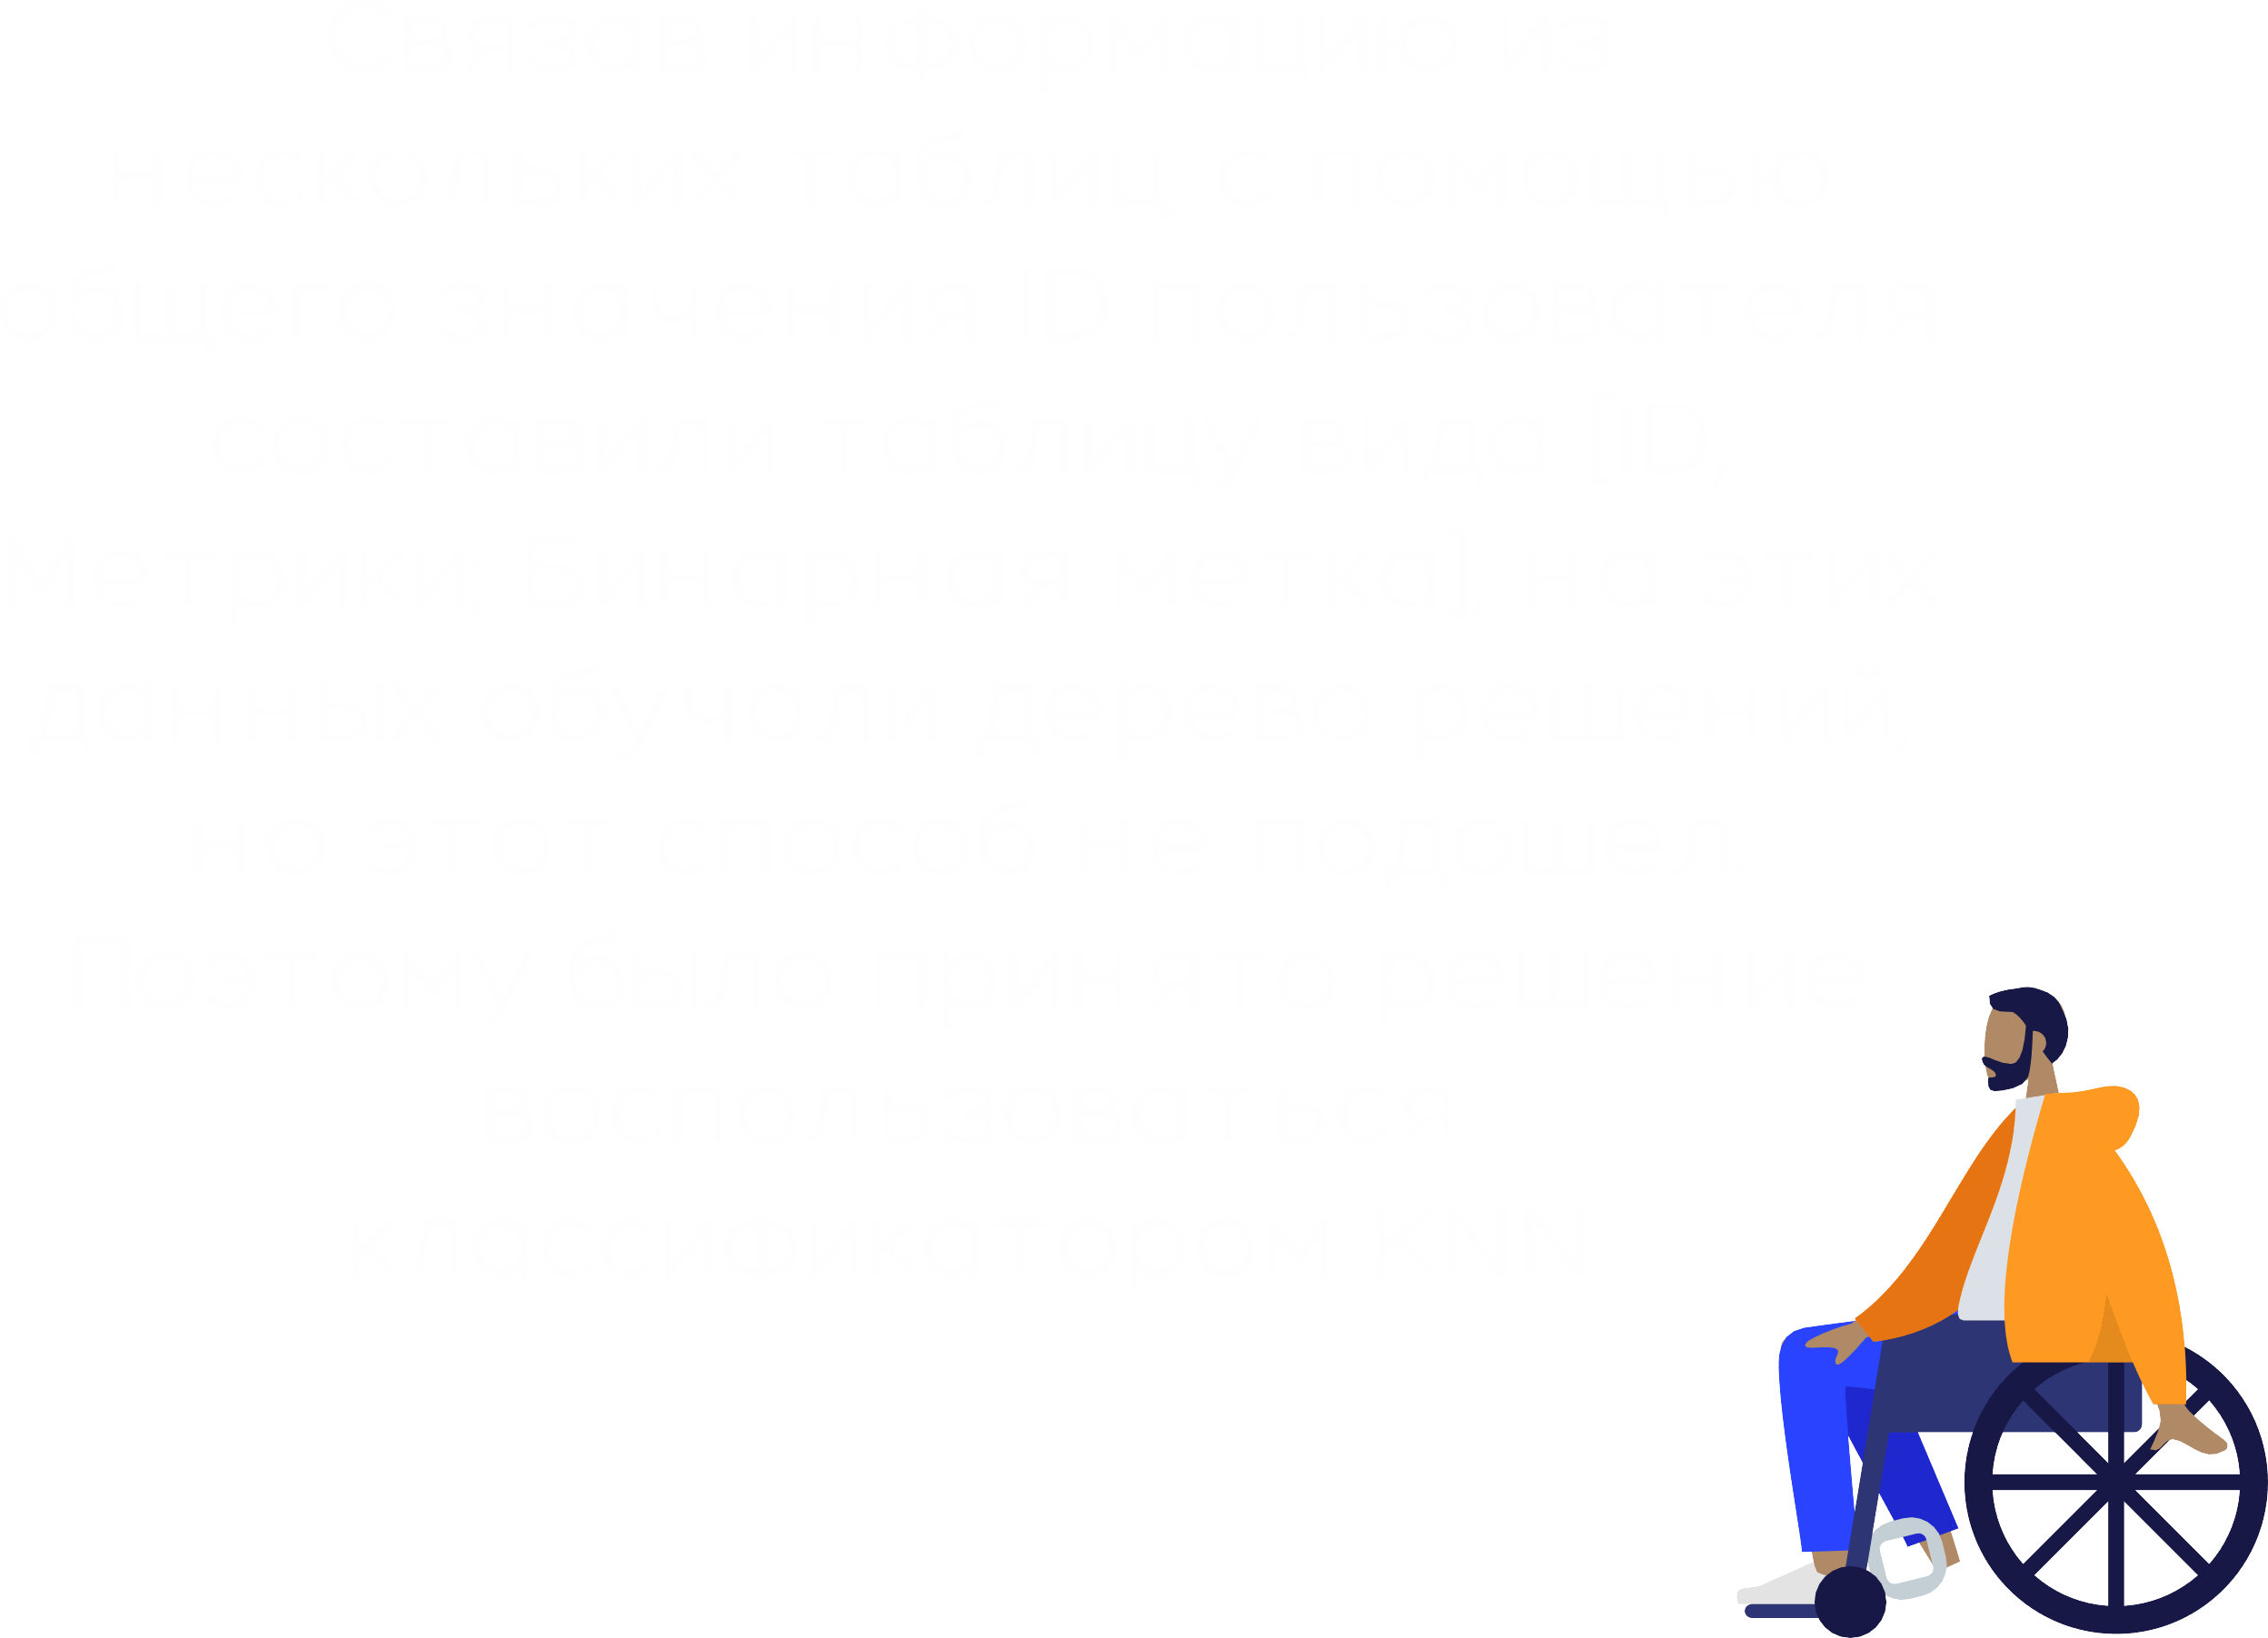 Связав информацию из
нескольких таблиц с помощью
общего значения ID пользователя
составили таблицу вида [ID,
Метрики; Бинарная метка], на этих
данных обучали дерево решений,
но этот способ не подошел.
Поэтому было принято решение
воспользоваться
классификатором KNN